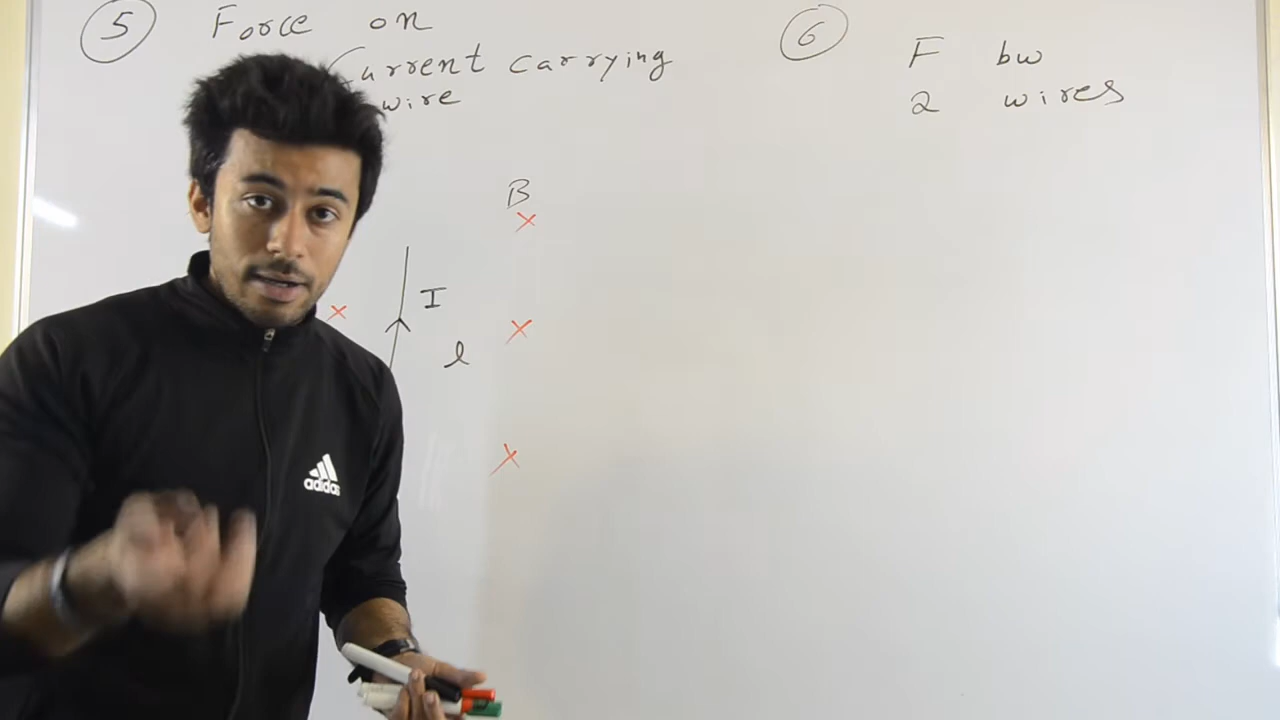 5 Force on
Current carrying
wire
B
I
l
6 F bw
2 wires
adidas